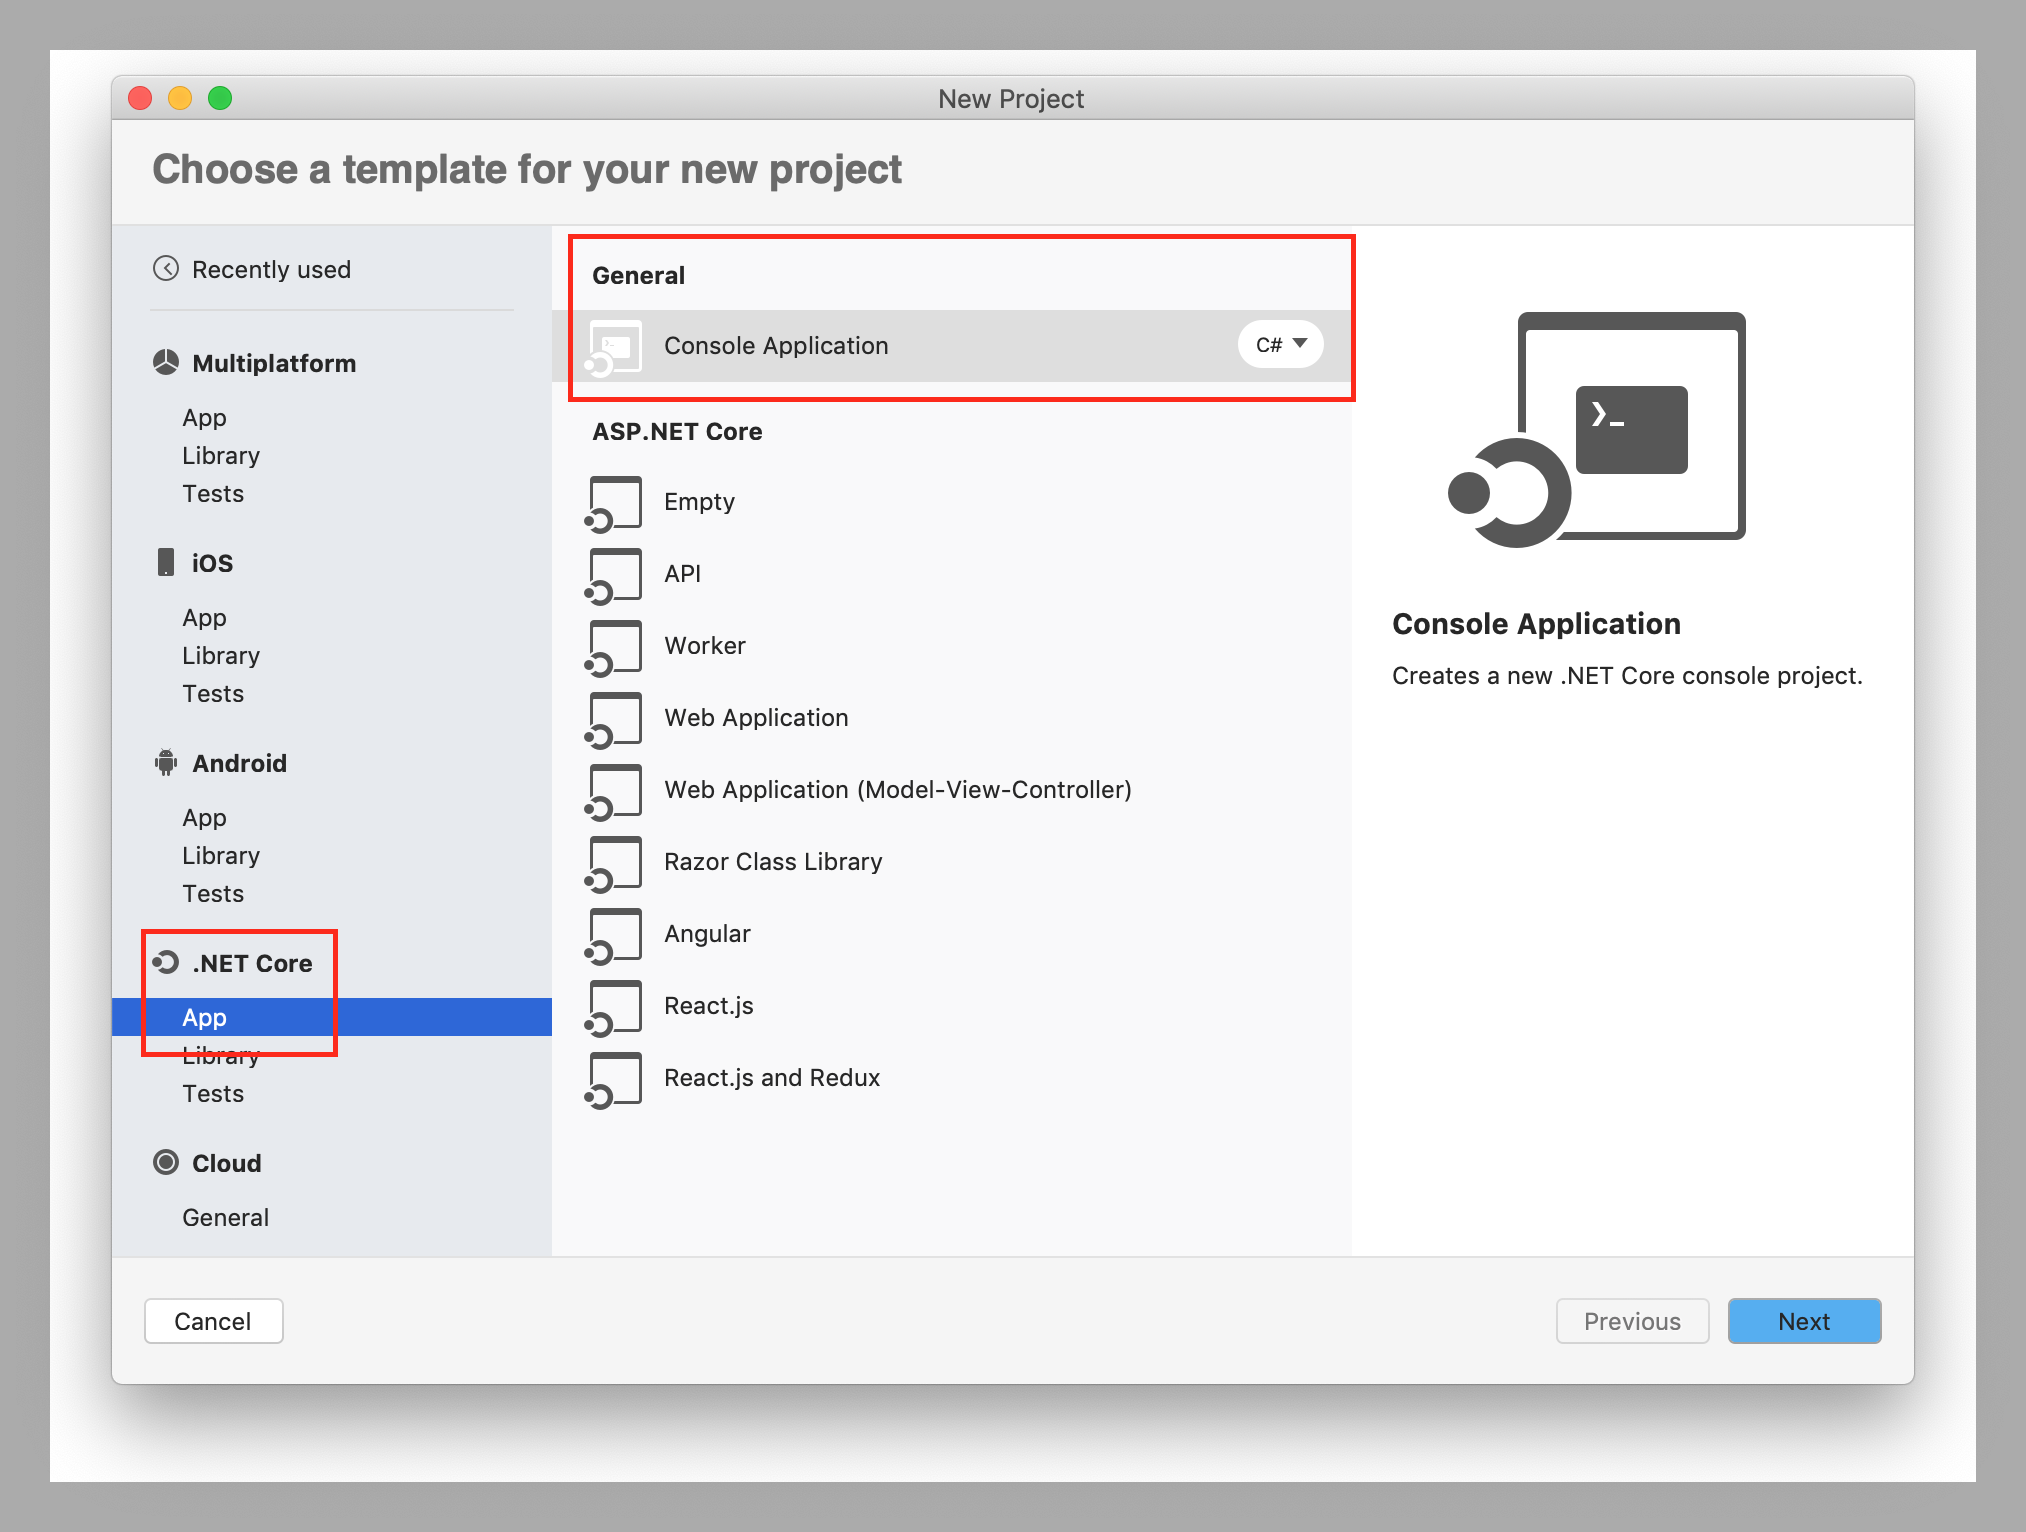 New Project
Choose a template for your new project
Recently used
Multiplatform
App
Library
Tests
iOS
App
Library
Tests
Android
App
Library
Tests
.NET Core
App
Library
Tests
Cloud
General
General
Console Application
C#
ASP.NET Core
Empty
API
Worker
Web Application
Web Application (Model-View-Controller)
Razor Class Library
Angular
React.js
React.js and Redux
Console Application
Creates a new .NET Core console project.
Cancel
Previous
Next